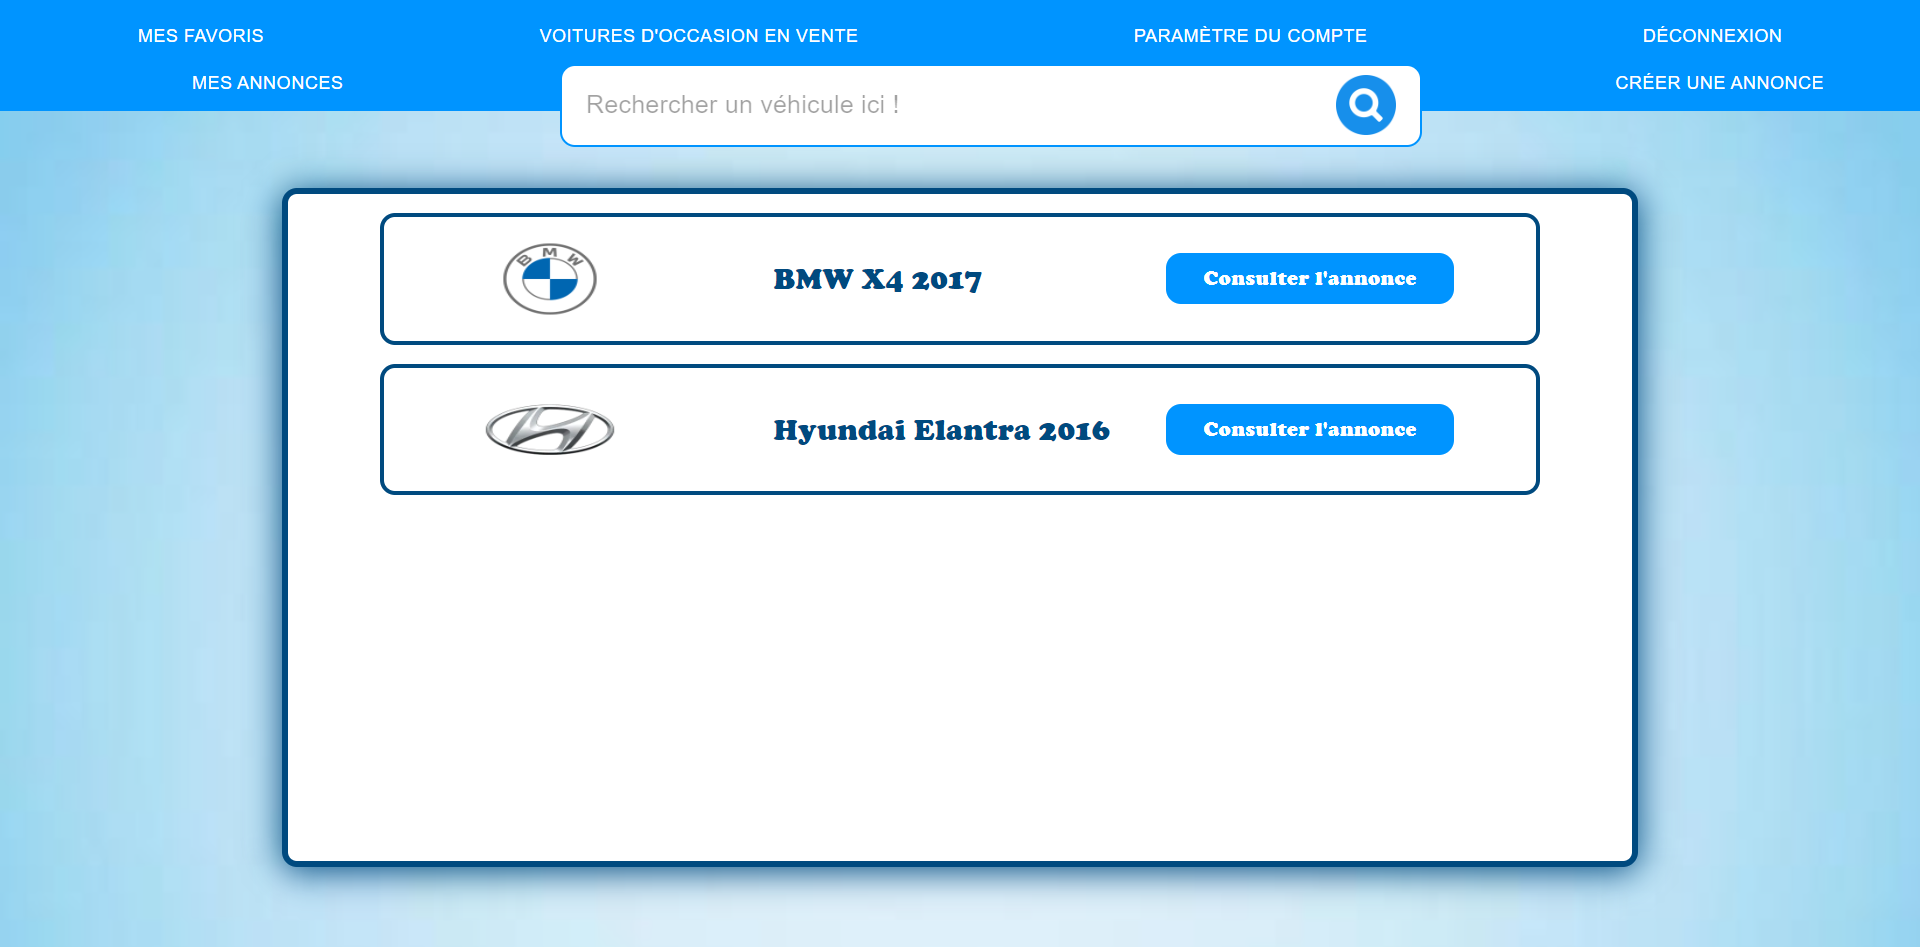 MES FAVORIS
VOITURES D'OCCASION EN VENTE
PARAMÈTRE DU COMPTE
DÉCONNEXION
MES ANNONCES
Rechercher un véhicule ici !
CRÉER UNE ANNONCE
BMW
BMW X4 2017
Consulter l'annonce
Hyundai Elantra 2016
Consulter l'annonce